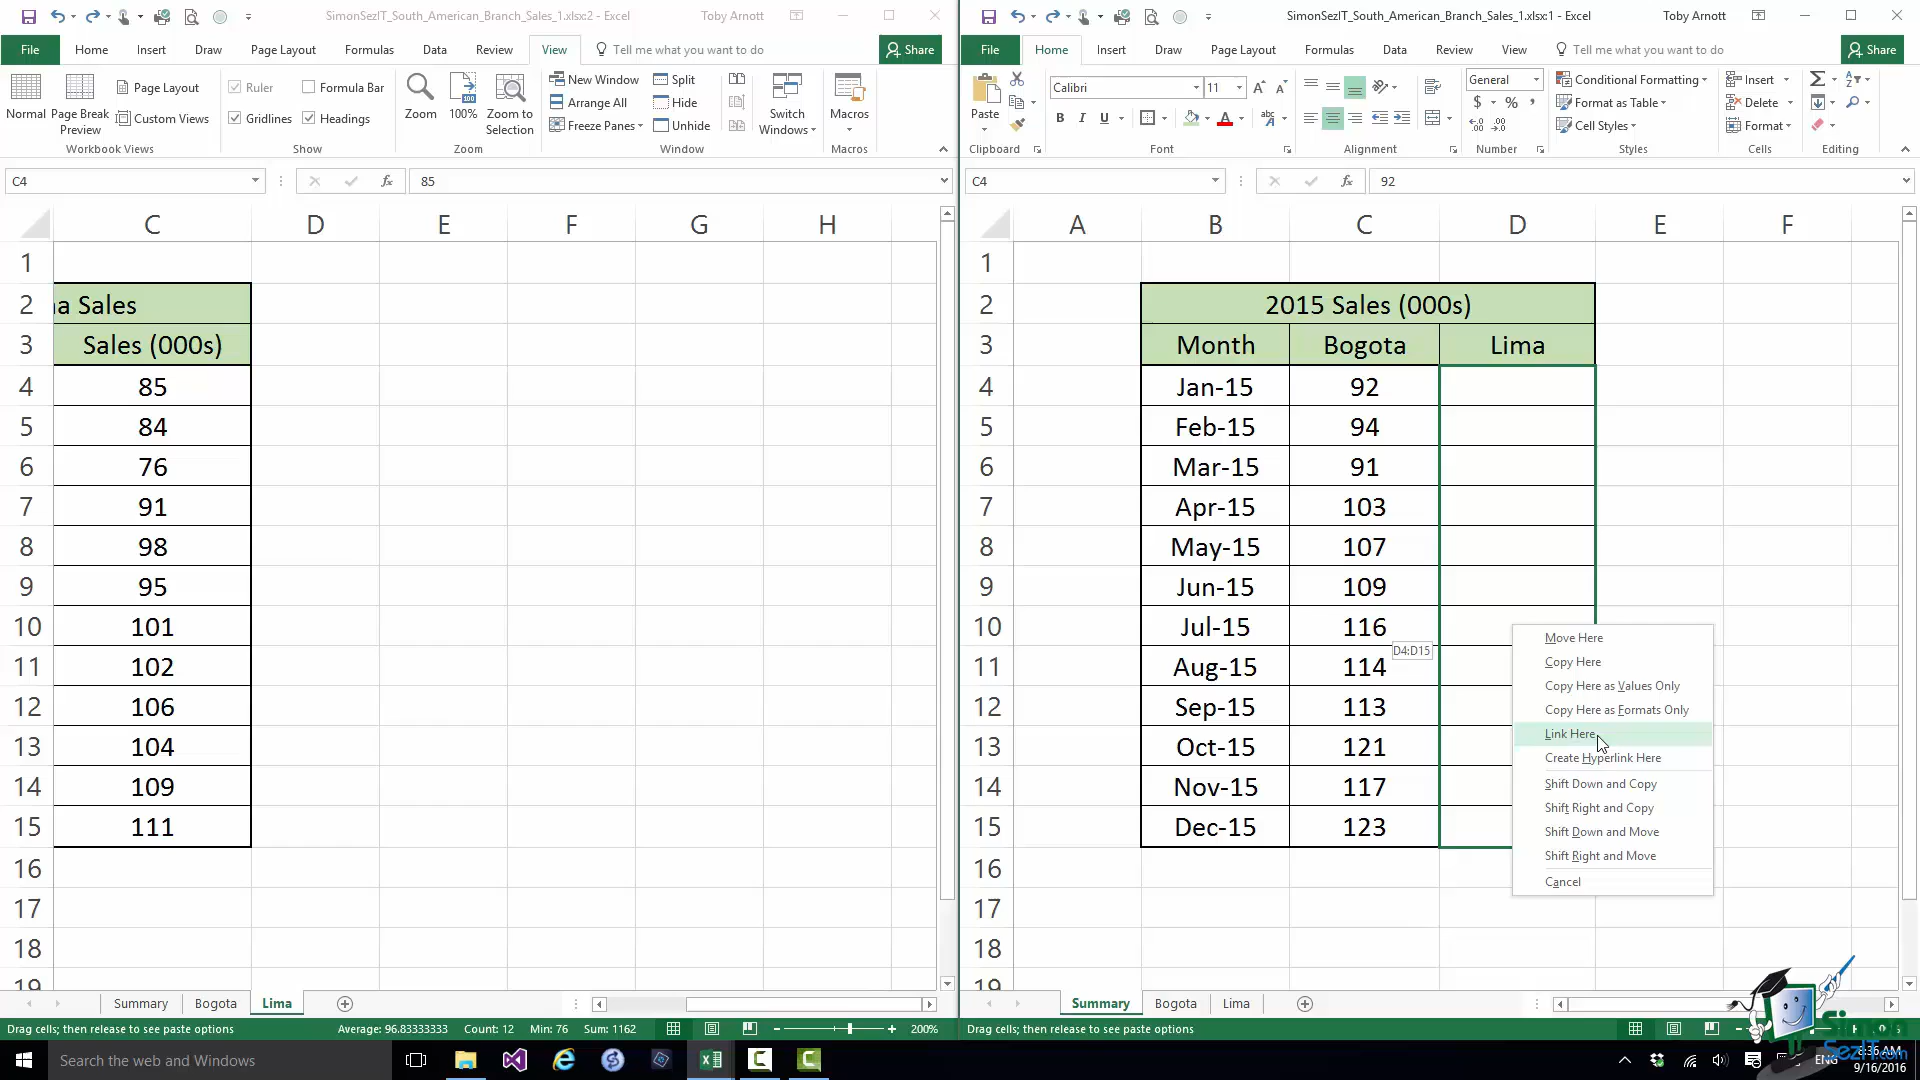 SimonSezIT_South_American_Branch_Sales_1.xlsx:2 - Excel
Toby Arnott
File Home Insert Draw Page Layout Formulas Data Review View Tell me what you want to do Share
Normal
Page Break Preview
Page Layout
Custom Views
Workbook Views
Ruler
Formula Bar
Gridlines
Headings
Show
Zoom
100%
Zoom to Selection
Zoom
New Window
Arrange All
Freeze Panes
Split
Hide
Unhide
Switch Windows
Window
Macros
Macros
C4
fx
85
C D E F G H
1
2 a Sales
3 Sales (000s)
4 85
5 84
6 76
7 91
8 98
9 95
10 101
11 102
12 106
13 104
14 109
15 111
16
17
18
19
Summary Bogota Lima
Drag cells; then release to see paste options
Average: 96.83333333 Count: 12 Min: 76 Sum: 1162
200%
SimonSezIT_South_American_Branch_Sales_1.xlsx:1 - Excel
Toby Arnott
File Home Insert Draw Page Layout Formulas Data Review View Tell me what you want to do Share
Paste
Clipboard
Calibri
11
B I U
Font
Alignment
General
$ % ,
Number
Conditional Formatting
Format as Table
Cell Styles
Styles
Insert
Delete
Format
Cells
Editing
C4
fx
92
A B C D E F
1
2 2015 Sales (000s)
3 Month Bogota Lima
4 Jan-15 92
5 Feb-15 94
6 Mar-15 91
7 Apr-15 103
8 May-15 107
9 Jun-15 109
10 Jul-15 116
11 Aug-15 114
12 Sep-15 113
13 Oct-15 121
14 Nov-15 117
15 Dec-15 123
16
17
18
19
D4:D15
Move Here
Copy Here
Copy Here as Values Only
Copy Here as Formats Only
Link Here
Create Hyperlink Here
Shift Down and Copy
Shift Right and Copy
Shift Down and Move
Shift Right and Move
Cancel
Summary Bogota Lima
Drag cells; then release to see paste options
Search the web and Windows
ENG
8:36 AM
9/16/2016
Simon
SezIT.com